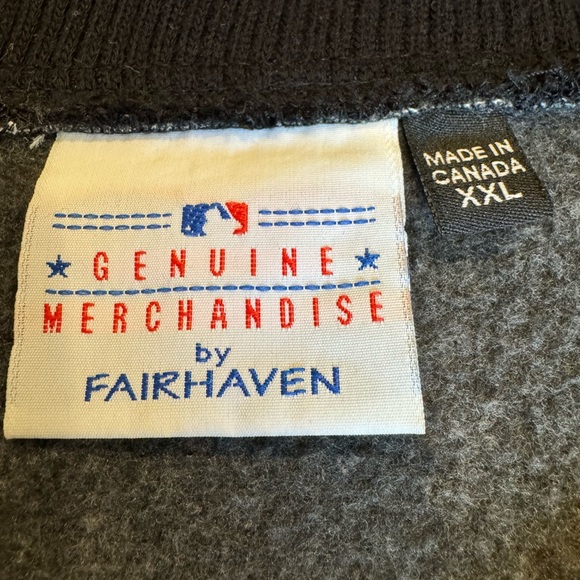 GENUINE
MERCHANDISE
by
FAIRHAVEN
MADE IN
CANADA
XXL